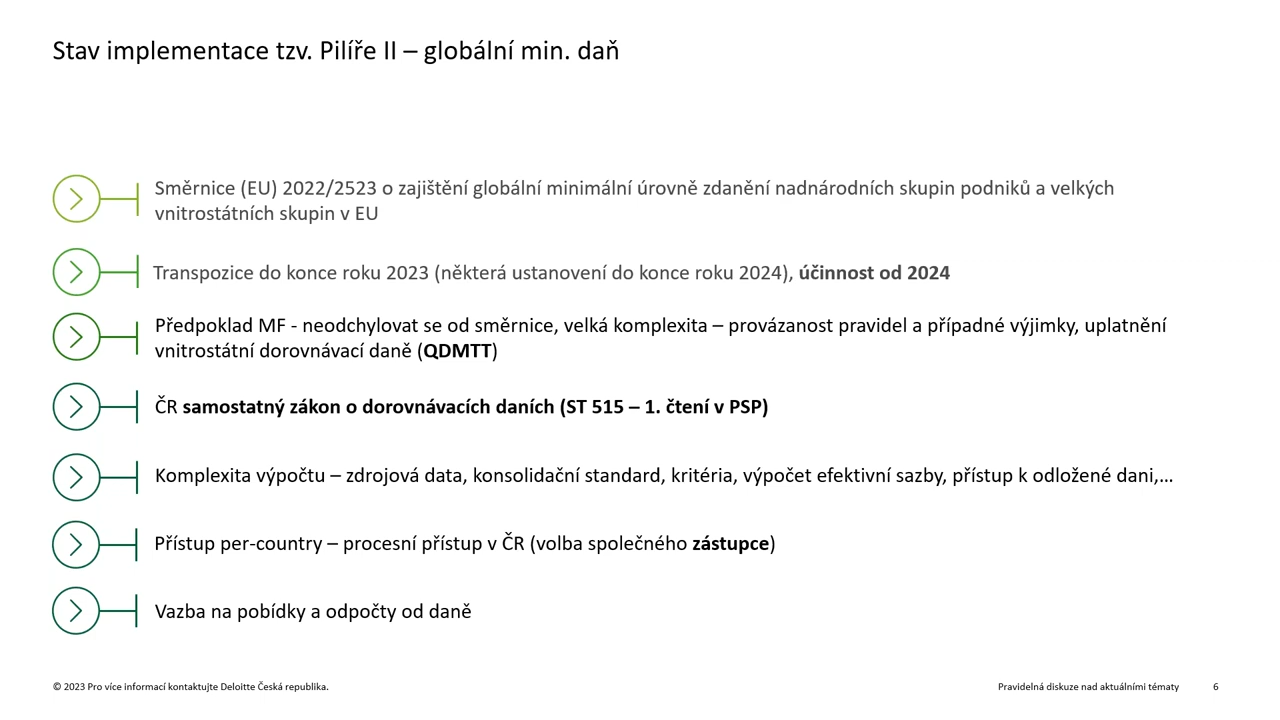 Stav implementace tzv. Pilíře II – globální min. daň
Směrnice (EU) 2022/2523 o zajištění globální minimální úrovně zdanění nadnárodních skupin podniků a velkých
vnitrostátních skupin v EU
Transpozice do konce roku 2023 (některá ustanovení do konce roku 2024), účinnost od 2024
Předpoklad MF - neodchylovat se od směrnice, velká komplexita – provázanost pravidel a případné výjimky, uplatnění
vnitrostátní dorovnávací daně (QDMTT)
ČR samostatný zákon o dorovnávacích daních (ST 515 – 1. čtení v PSP)
Komplexita výpočtu – zdrojová data, konsolidační standard, kritéria, výpočet efektivní sazby, přístup k odložené dani,...
Přístup per-country – procesní přístup v ČR (volba společného zástupce)
Vazba na pobídky a odpočty od daně
© 2023 Pro více informací kontaktujte Deloitte Česká republika.
Pravidelná diskuze nad aktuálními tématy 6